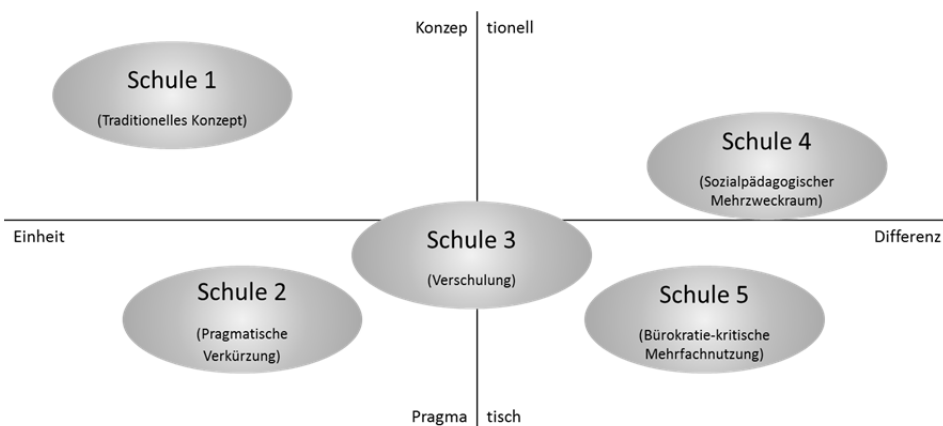 Konzep tionell
Schule 1
(Traditionelles Konzept)
Schule 4
(Sozialpädagogischer
Mehrzweckraum)
Einheit
Differenz
Schule 3
(Verschulung)
Schule 2
(Pragmatische
Verkürzung)
Schule 5
(Bürokratie-kritische
Mehrfachnutzung)
Pragma tisch